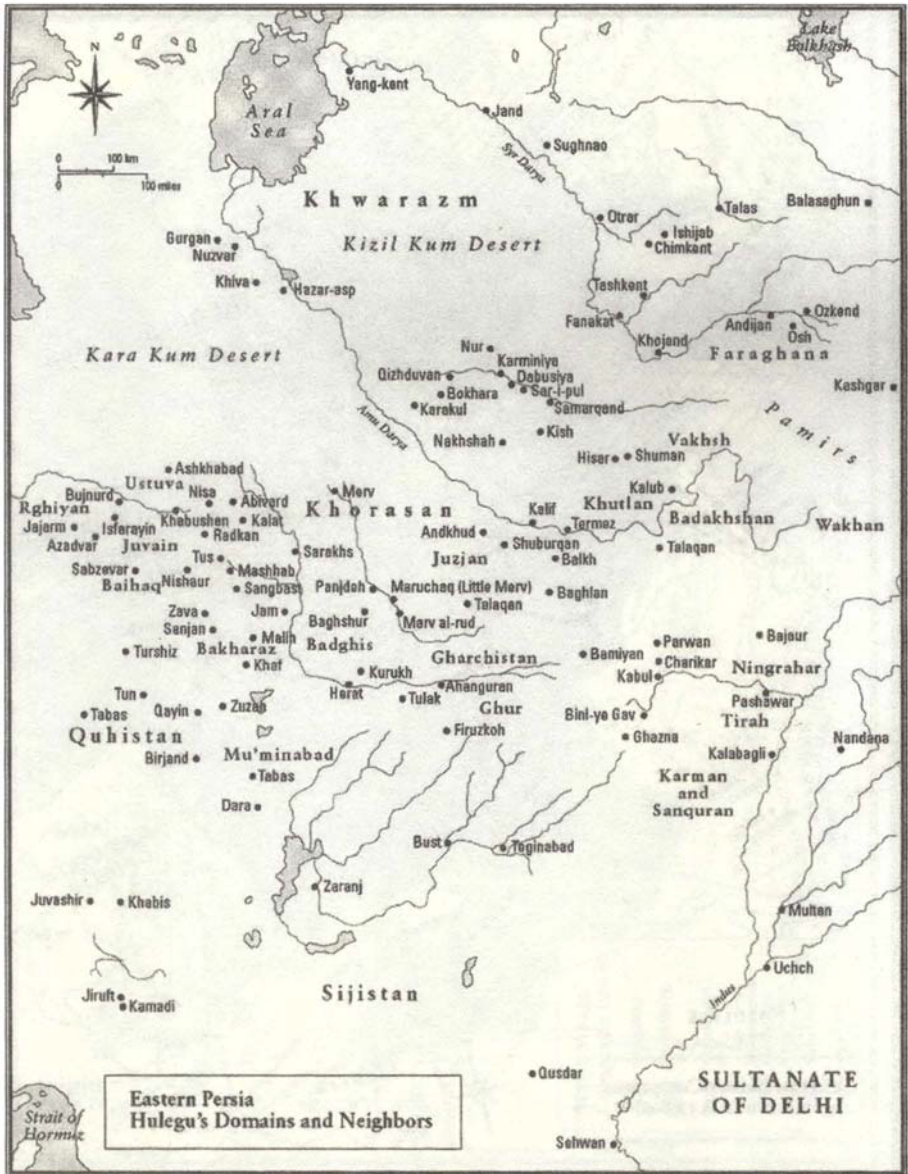 Lake
Balkhash
N
Yang-kent
Aral
Sea
Jand
0 100 km
0 100 miles
Sughnao
Syr Darya
Khwarazm
Talas
Balasaghun
Otrar
Ishijab
Chimkent
Gurgan
Nuzvar
Kizil Kum Desert
Khiva
Hazar-asp
Tashkent
Fanakat
Andijan
Ozkend
Osh
Khojand
Faraghana
Kara Kum Desert
Nur
Karminiya
Qizhduvan
Dabusiya
Sar-i-pul
Bokhara
Samarqand
Karakul
Kashgar
Amu Darya
Pamirs
Nakhshah
Kish
Vakhsh
Hisar
Shuman
Ashkhabad
Ustuva
Bujnurd
Nisa
Abivard
Merv
Kalub
Rghiyan
Khorasan
Khutlan
Isfarayin
Khabushen
Kalat
Kalif
Badakhshan
Jajarm
Radkan
Andkhud
Termez
Wakhan
Azadvar
Juvain
Shuburqan
Talaqan
Tus
Sarakhs
Juzjan
Balkh
Sabzevar
Mashhab
Baihaq
Nishaur
Sangbast
Panjdeh
Maruchaq (Little Merv)
Baghlan
Talaqan
Zava
Jam
Baghshur
Marv al-rud
Sanjan
Malin
Badghis
Bajaur
Turshiz
Bakharaz
Parwan
Khaf
Gharchistan
Bamiyan
Charikar
Kurukh
Kabul
Ningrahar
Herat
Ahanguran
Tun
Tulak
Ghur
Pashawar
Tabas
Qayin
Zuzan
Bini-ye Gav
Tirah
Quhistan
Firuzkoh
Ghazna
Nandana
Birjand
Mu'minabad
Kalabagli
Tabas
Karman
and
Sanquran
Dara
Bust
Teginabad
Zaranj
Juvashir
Khabis
Multan
Uchch
Jiruft
Kamadi
Sijistan
Indus
Qusdar
SULTANATE
OF DELHI
Eastern Persia
Hulegu's Domains and Neighbors
Strait of
Hormuz
Sehwan